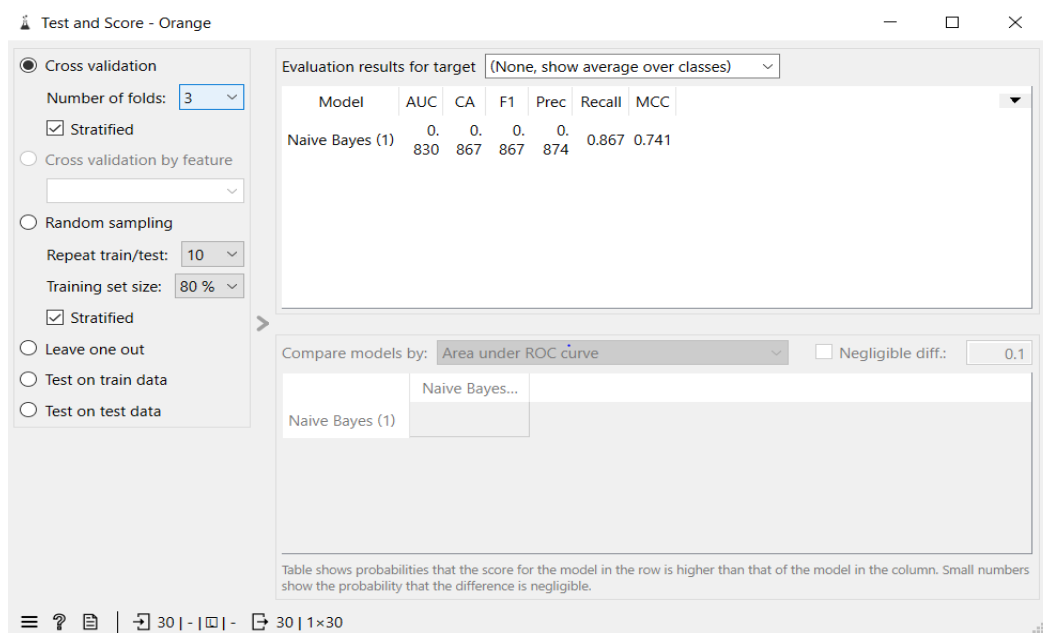 Test and Score - Orange
Cross validation
Number of folds: 3
Stratified
Cross validation by feature
Random sampling
Repeat train/test: 10
Training set size: 80 %
Stratified
Leave one out
Test on train data
Test on test data
Evaluation results for target (None, show average over classes)
Model AUC CA F1 Prec Recall MCC
Naive Bayes (1) 0.830 0.867 0.867 0.874 0.867 0.741
Compare models by: Area under ROC curve Negligible diff.: 0.1
Naive Bayes...
Naive Bayes (1)
Table shows probabilities that the score for the model in the row is higher than that of the model in the column. Small numbers
show the probability that the difference is negligible.
30 | - | - 30 | 1×30